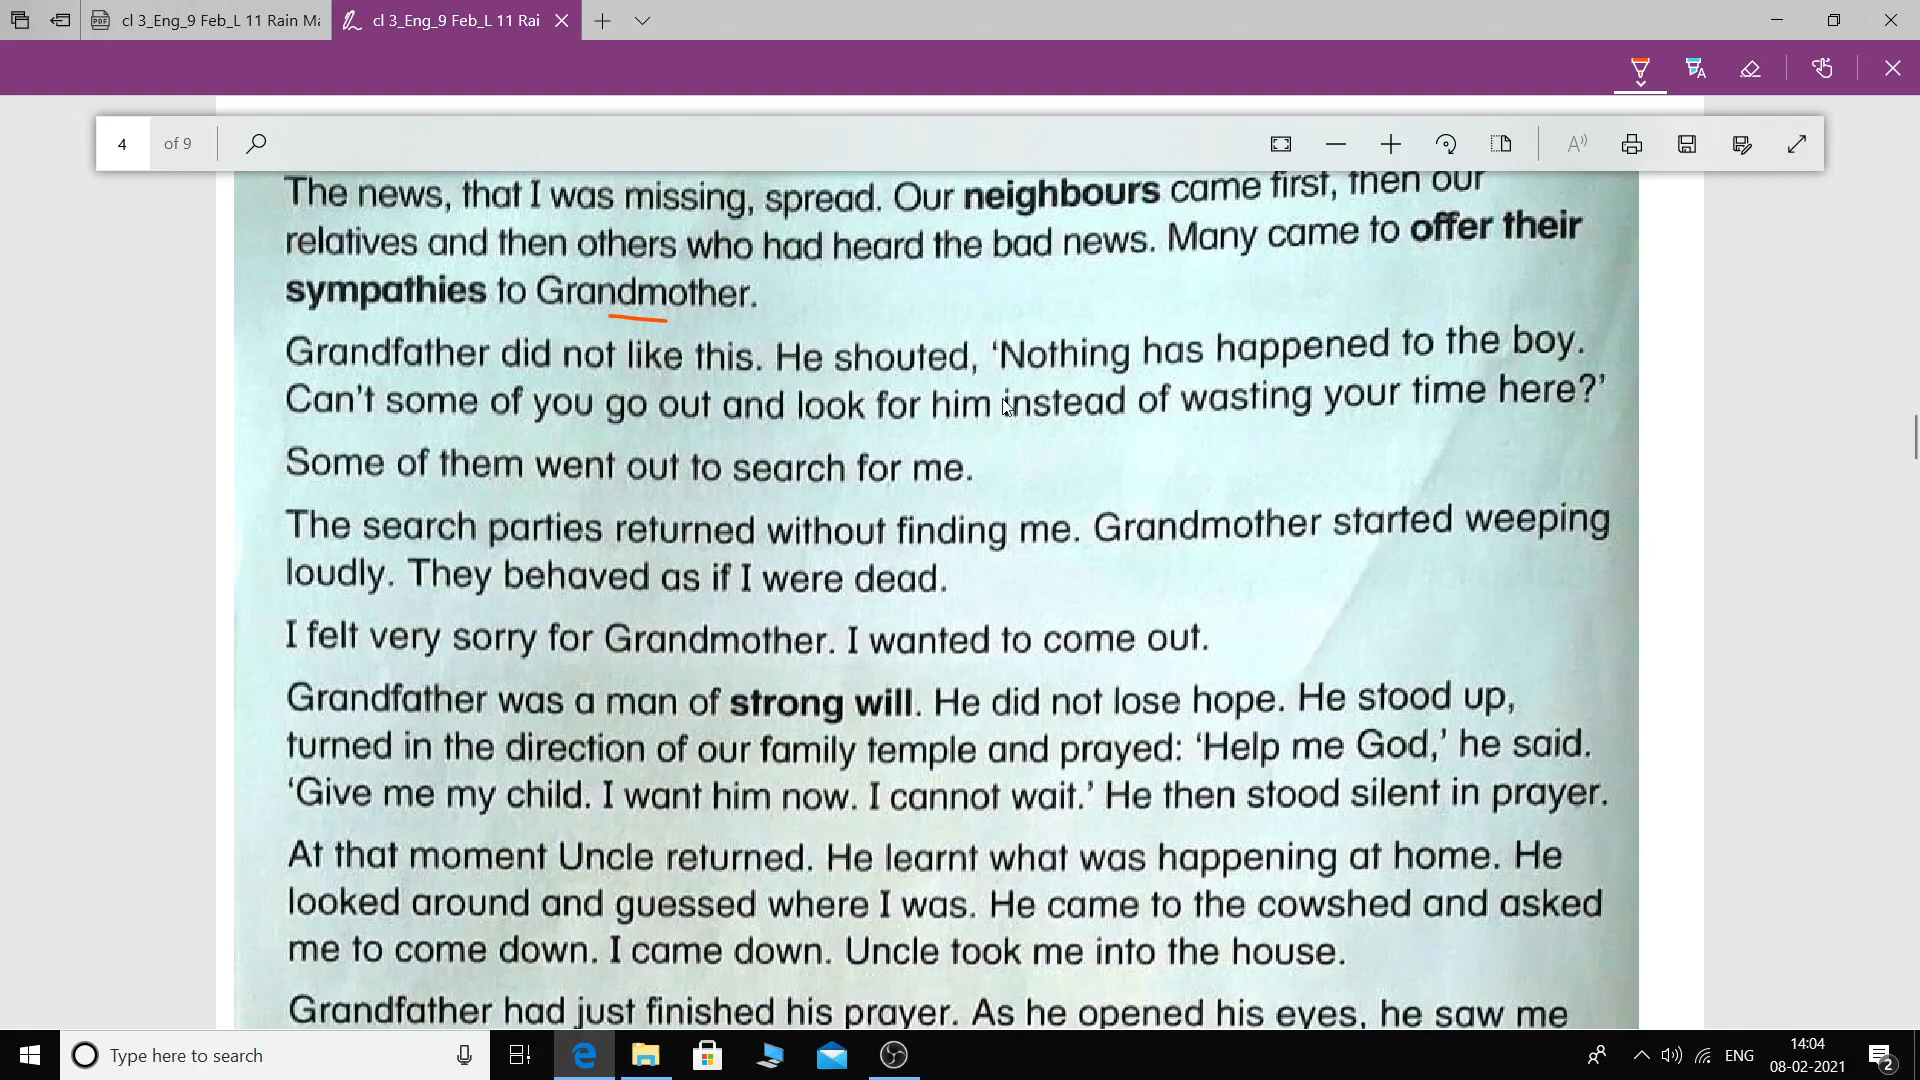 cl 3_Eng_9 Feb_L 11 Rain Ma
cl 3_Eng_9 Feb_L 11 Rai
4 of 9
The news, that I was missing, spread. Our neighbours came first, then our
relatives and then others who had heard the bad news. Many came to offer their
sympathies to Grandmother.
Grandfather did not like this. He shouted, ‘Nothing has happened to the boy.
Can’t some of you go out and look for him instead of wasting your time here?’
Some of them went out to search for me.
The search parties returned without finding me. Grandmother started weeping
loudly. They behaved as if I were dead.
I felt very sorry for Grandmother. I wanted to come out.
Grandfather was a man of strong will. He did not lose hope. He stood up,
turned in the direction of our family temple and prayed: ‘Help me God,’ he said.
‘Give me my child. I want him now. I cannot wait.’ He then stood silent in prayer.
At that moment Uncle returned. He learnt what was happening at home. He
looked around and guessed where I was. He came to the cowshed and asked
me to come down. I came down. Uncle took me into the house.
Grandfather had just finished his prayer. As he opened his eyes, he saw me
Type here to search
ENG
14:04
08-02-2021
2